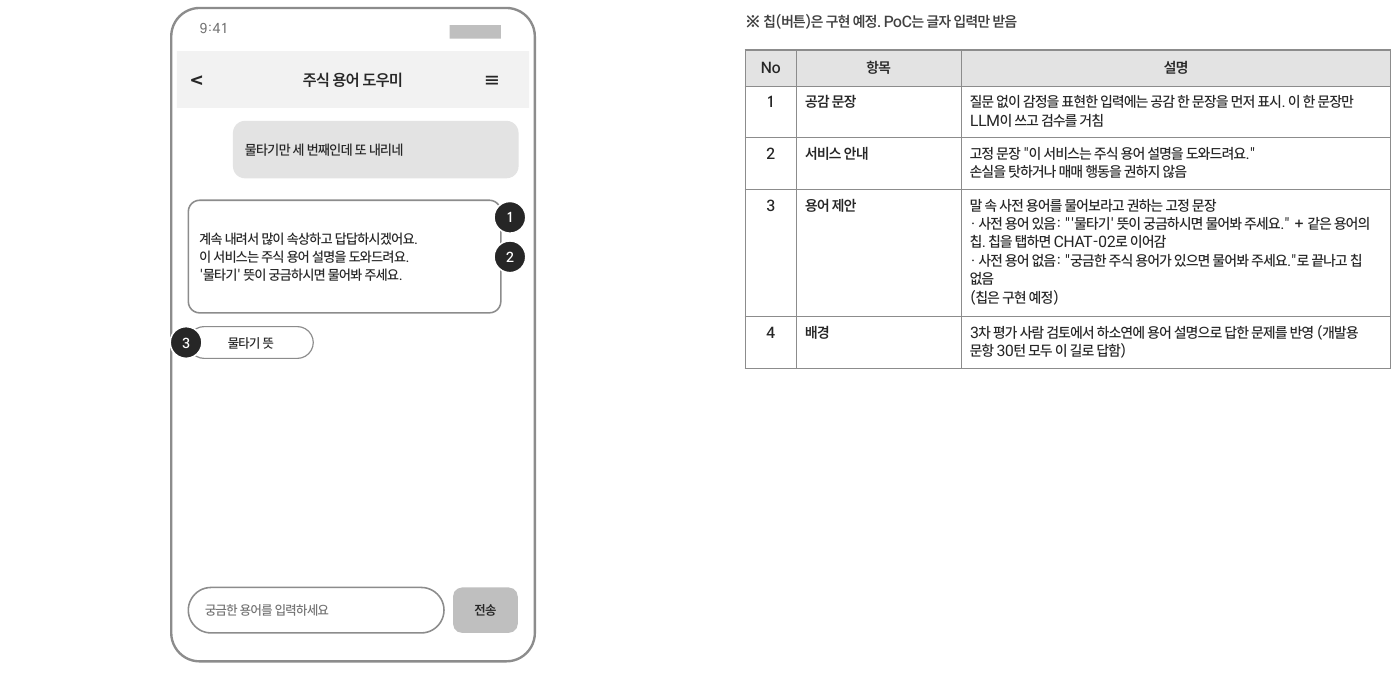 9:41
<
주식 용어 도우미
≡
물타기만 세 번째인데 또 내리네
계속 내려서 많이 속상하고 답답하시겠어요.
이 서비스는 주식 용어 설명을 도와드려요.
'물타기' 뜻이 궁금하시면 물어봐 주세요.
1
2
3
물타기 뜻
궁금한 용어를 입력하세요
전송
※ 칩(버튼)은 구현 예정. PoC는 글자 입력만 받음
No 항목 설명
1 공감 문장 질문 없이 감정을 표현한 입력에는 공감 한 문장을 먼저 표시. 이 한 문장만
LLM이 쓰고 검수를 거침
2 서비스 안내 고정 문장 "이 서비스는 주식 용어 설명을 도와드려요."
손실을 탓하거나 매매 행동을 권하지 않음
3 용어 제안 말 속 사전 용어를 물어보라고 권하는 고정 문장
· 사전 용어 있음: "'물타기' 뜻이 궁금하시면 물어봐 주세요." + 같은 용어의
칩. 칩을 탭하면 CHAT-02로 이어감
· 사전 용어 없음: "궁금한 주식 용어가 있으면 물어봐 주세요."로 끝나고 칩
없음
(칩은 구현 예정)
4 배경 3차 평가 사람 검토에서 하소연에 용어 설명으로 답한 문제를 반영 (개발용
문항 30턴 모두 이 길로 답함)